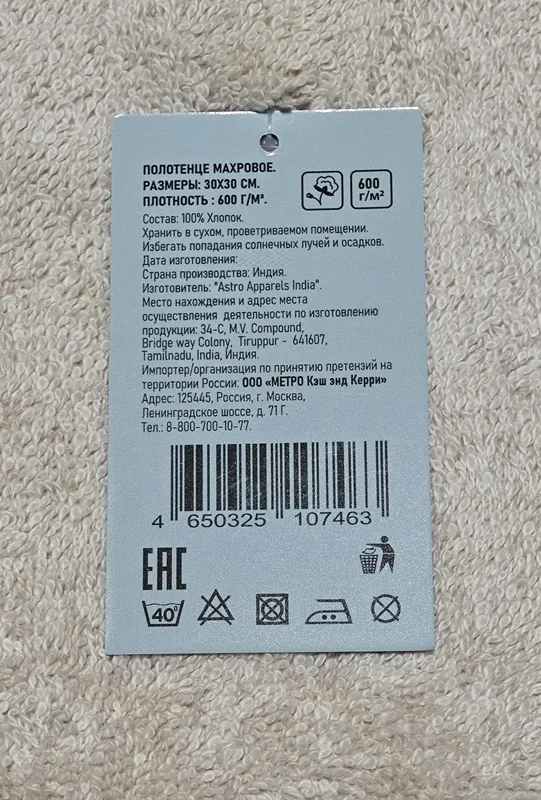 ПОЛОТЕНЦЕ МАХРОВОЕ.
РАЗМЕРЫ: 30X30 СМ.
ПЛОТНОСТЬ : 600 Г/М².
600
Г/М²
Состав: 100% Хлопок.
Хранить в сухом, проветриваемом помещении.
Избегать попадания солнечных лучей и осадков.
Дата изготовления:
Страна производства: Индия.
Изготовитель: "Astro Apparels India".
Место нахождения и адрес места
осуществления деятельности по изготовлению
продукции: 34-C, M.V. Compound,
Bridge way Colony, Tiruppur - 641607,
Tamilnadu, India, Индия.
Импортер/организация по принятию претензий на
территории России: ООО «МЕТРО Кэш энд Керри»
Адрес: 125445, Россия, г. Москва,
Ленинградское шоссе, д. 71 Г.
Тел.: 8-800-700-10-77.
4 650325 107463
EAC
40°